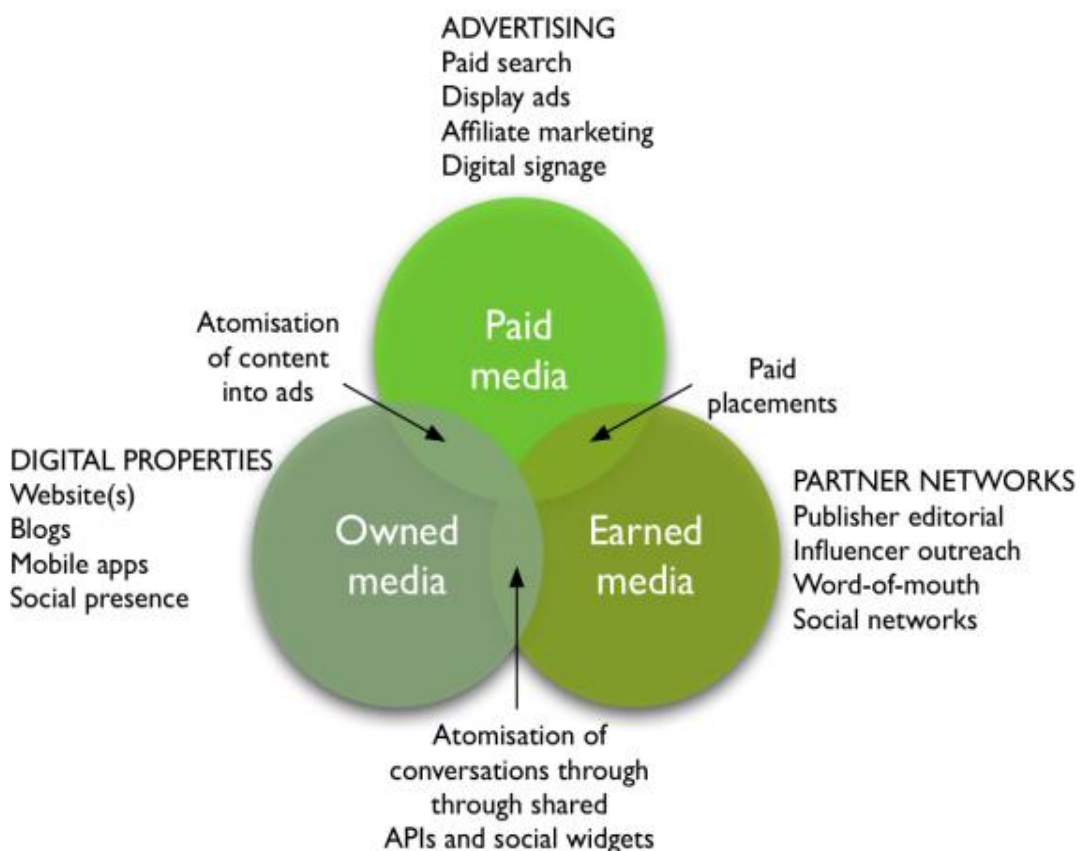 ADVERTISING
Paid search
Display ads
Affiliate marketing
Digital signage
Paid
media
Atomisation
of content
into ads
Paid
placements
DIGITAL PROPERTIES
Website(s)
Blogs
Mobile apps
Social presence
Owned
media
Earned
media
PARTNER NETWORKS
Publisher editorial
Influencer outreach
Word-of-mouth
Social networks
Atomisation of
conversations through
through shared
APIs and social widgets